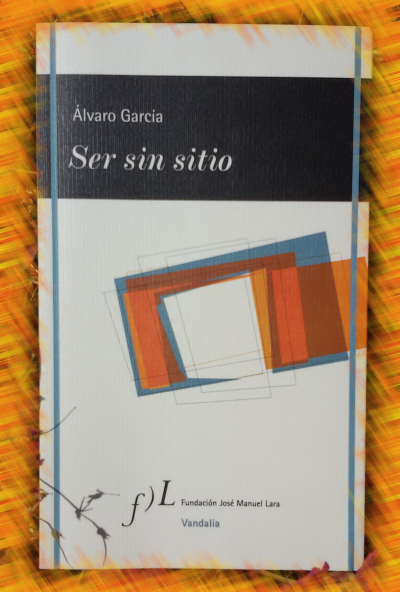 Álvaro García
Ser sin sitio
f)L Fundación José Manuel Lara
Vandalia